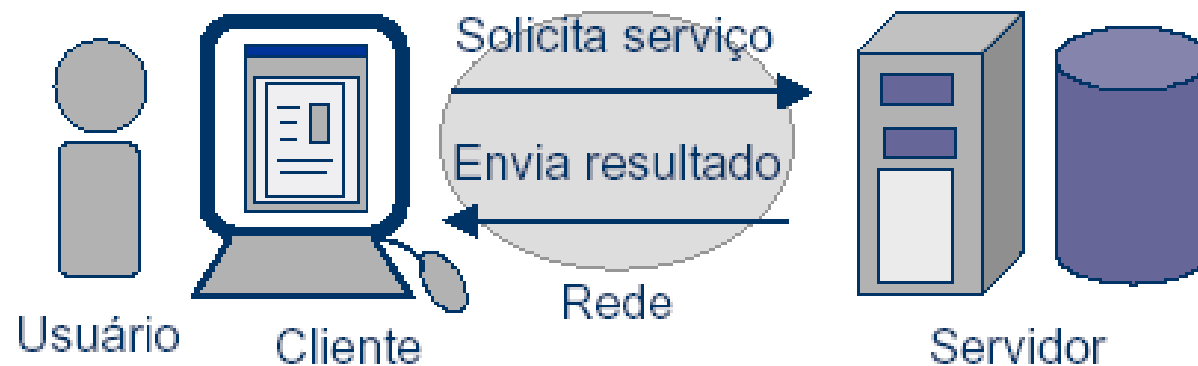 Solicita serviço
Envia resultado
Rede
Usuário
Cliente
Servidor